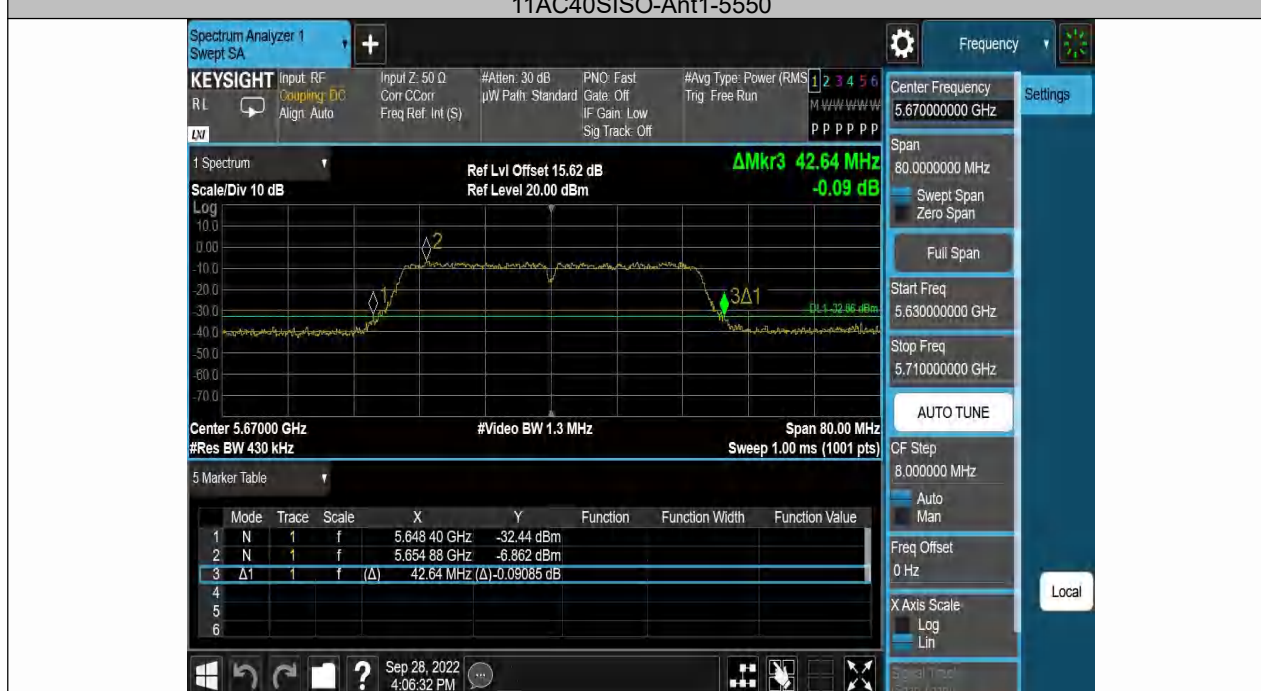 11AC40SISO-Ant1-5550
Spectrum Analyzer 1
Swept SA
Frequency
KEYSIGHT
RL
LXI
Input: RF
Coupling: DC
Align: Auto
Input Z: 50 Ω
Corr CCorr
Freq Ref: Int (S)
#Atten: 30 dB
µW Path: Standard
PNO: Fast
Gate: Off
IF Gain: Low
Sig Track: Off
#Avg Type: Power (RMS
Trig: Free Run
1 2 3 4 5 6
M W W W W W
P P P P P P
1 Spectrum
Scale/Div 10 dB
Ref Lvl Offset 15.62 dB
Ref Level 20.00 dBm
ΔMkr3 42.64 MHz
-0.09 dB
Log
10.0
0.00
-10.0
-20.0
-30.0
-40.0
-50.0
-60.0
-70.0
1
2
3Δ1
DL1 -32.86 dBm
Center 5.67000 GHz
#Video BW 1.3 MHz
Span 80.00 MHz
#Res BW 430 kHz
Sweep 1.00 ms (1001 pts)
5 Marker Table
Mode Trace Scale X Y Function Function Width Function Value
1 N 1 f 5.648 40 GHz -32.44 dBm
2 N 1 f 5.654 88 GHz -6.862 dBm
3 Δ1 1 f (Δ) 42.64 MHz (Δ) -0.09085 dB
4
5
6
Sep 28, 2022
4:06:32 PM
Center Frequency
5.670000000 GHz
Settings
Span
80.0000000 MHz
Swept Span
Zero Span
Full Span
Start Freq
5.630000000 GHz
Stop Freq
5.710000000 GHz
AUTO TUNE
CF Step
8.000000 MHz
Auto
Man
Freq Offset
0 Hz
X Axis Scale
Log
Lin
Local